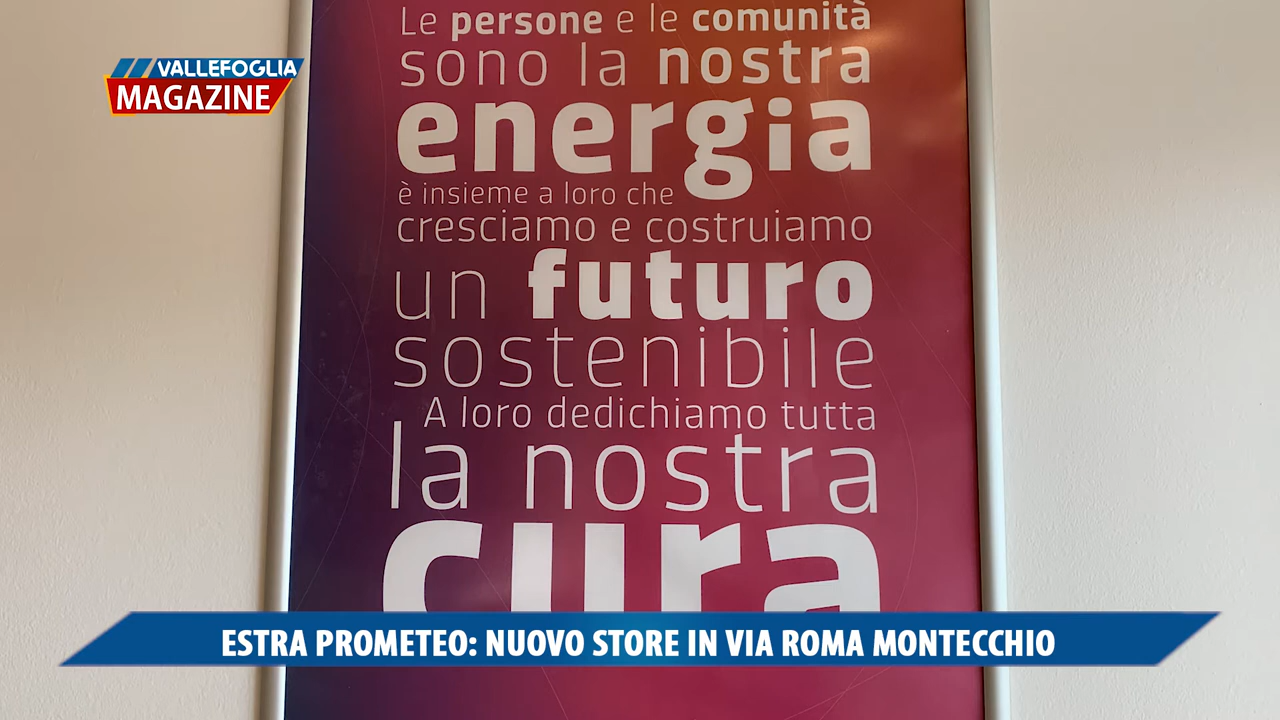 Le persone e le comunità
sono la nostra
energia
è insieme a loro che
cresciamo e costruiamo
un futuro
sostenibile
A loro dedichiamo tutta
la nostra
cura
VALLEFOGLIA
MAGAZINE
ESTRA PROMETEO: NUOVO STORE IN VIA ROMA MONTECCHIO